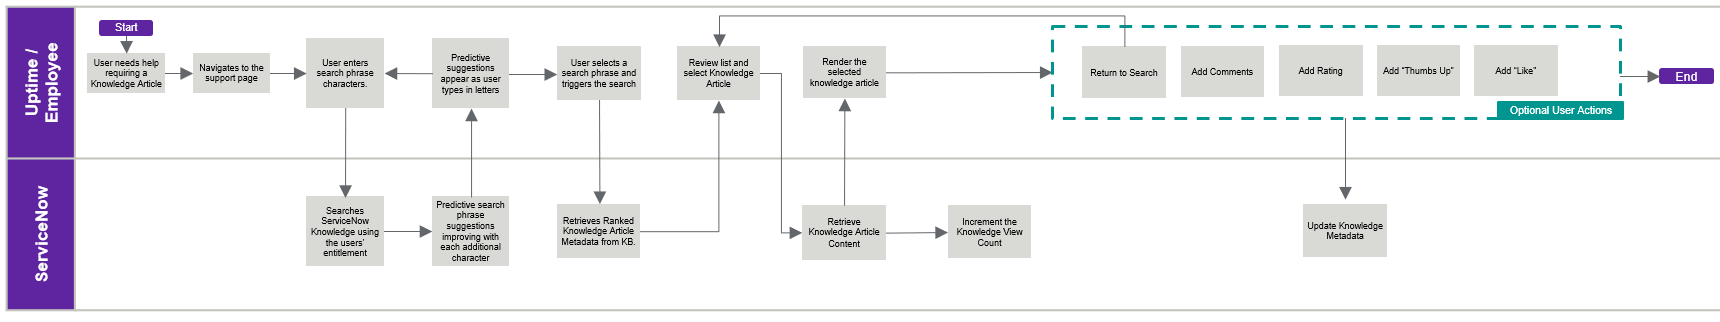 Uptime /
Employee
Start
User needs help
requiring a
Knowledge Article
Navigates to the
support page
User enters
search phrase
characters.
Predictive
suggestions
appear as user
types in letters
User selects a
search phrase and
triggers the search
Review list and
select Knowledge
Article
Render the
selected
knowledge article
Return to Search
Add Comments
Add Rating
Add "Thumbs Up"
Add "Like"
Optional User Actions
End
ServiceNow
Searches
ServiceNow
Knowledge using
the users'
entitlement
Predictive search
phrase
suggestions
improving with
each additional
character
Retrieves Ranked
Knowledge Article
Metadata from KB.
Retrieve
Knowledge Article
Content
Increment the
Knowledge View
Count
Update Knowledge
Metadata